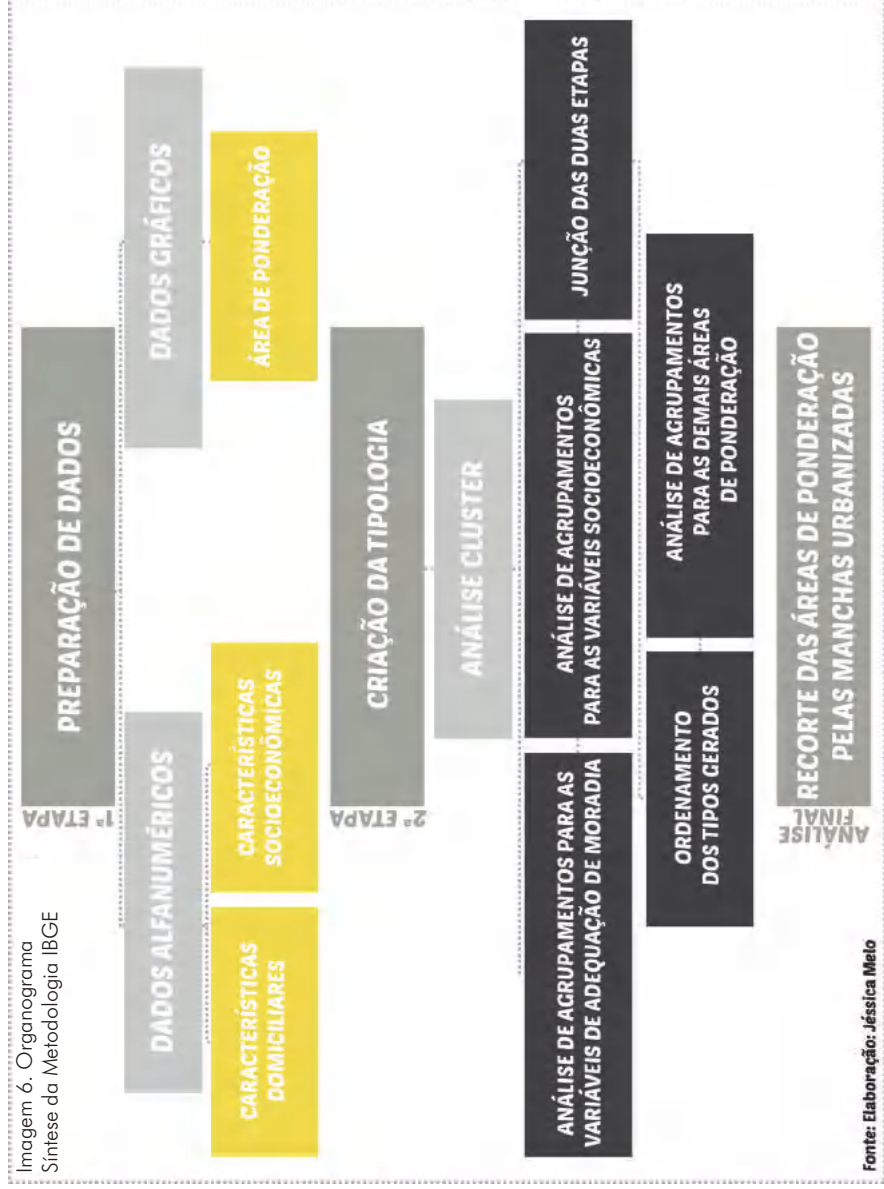 Imagem 6. Organograma
Síntese da Metodologia IBGE
1ª ETAPA
PREPARAÇÃO DE DADOS
DADOS ALFANUMÉRICOS
DADOS GRÁFICOS
CARACTERÍSTICAS
DOMICILIARES
CARACTERÍSTICAS
SOCIOECONÔMICAS
ÁREA DE PONDERAÇÃO
2ª ETAPA
CRIAÇÃO DA TIPOLOGIA
ANÁLISE CLUSTER
ANÁLISE DE AGRUPAMENTOS PARA AS
VARIÁVEIS DE ADEQUAÇÃO DE MORADIA
ANÁLISE DE AGRUPAMENTOS
PARA AS VARIÁVEIS SOCIOECONÔMICAS
JUNÇÃO DAS DUAS ETAPAS
ORDENAMENTO
DOS TIPOS GERADOS
ANÁLISE DE AGRUPAMENTOS
PARA AS DEMAIS ÁREAS
DE PONDERAÇÃO
ANÁLISE
FINAL
RECORTE DAS ÁREAS DE PONDERAÇÃO
PELAS MANCHAS URBANIZADAS
Fonte: Elaboração: Jéssica Melo